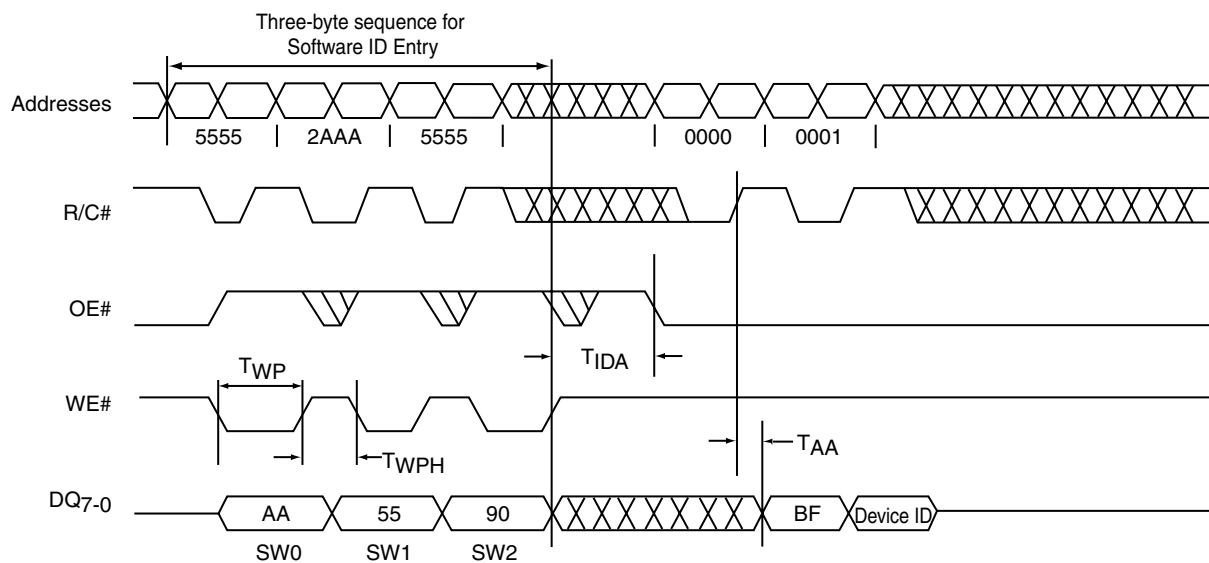 Three-byte sequence for
Software ID Entry
Addresses
5555 2AAA 5555 0000 0001
R/C#
OE#
TIDA
TWP
WE#
TAA
TWPH
DQ7-0
AA 55 90 BF Device ID
SW0 SW1 SW2